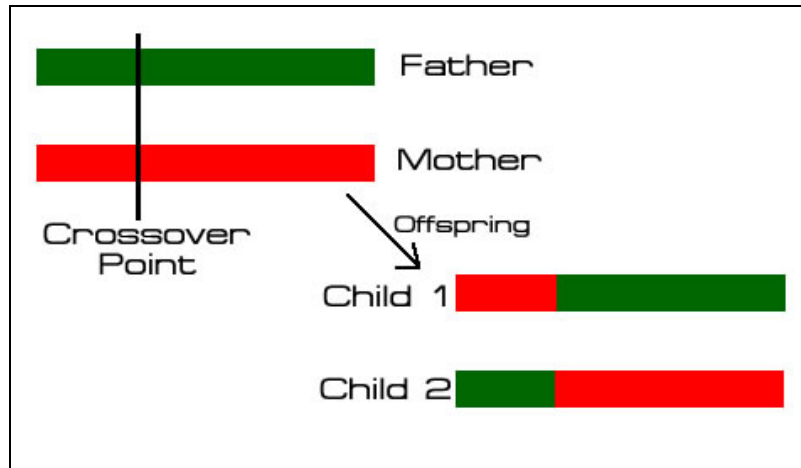 Father
Mother
Crossover
Point
Offspring
Child 1
Child 2